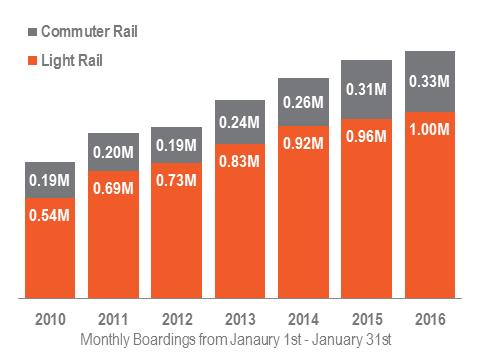 Commuter Rail
Light Rail
0.19M 0.20M 0.19M 0.24M 0.26M 0.31M 0.33M
0.54M 0.69M 0.73M 0.83M 0.92M 0.96M 1.00M
2010 2011 2012 2013 2014 2015 2016
Monthly Boardings from Janaury 1st - January 31st